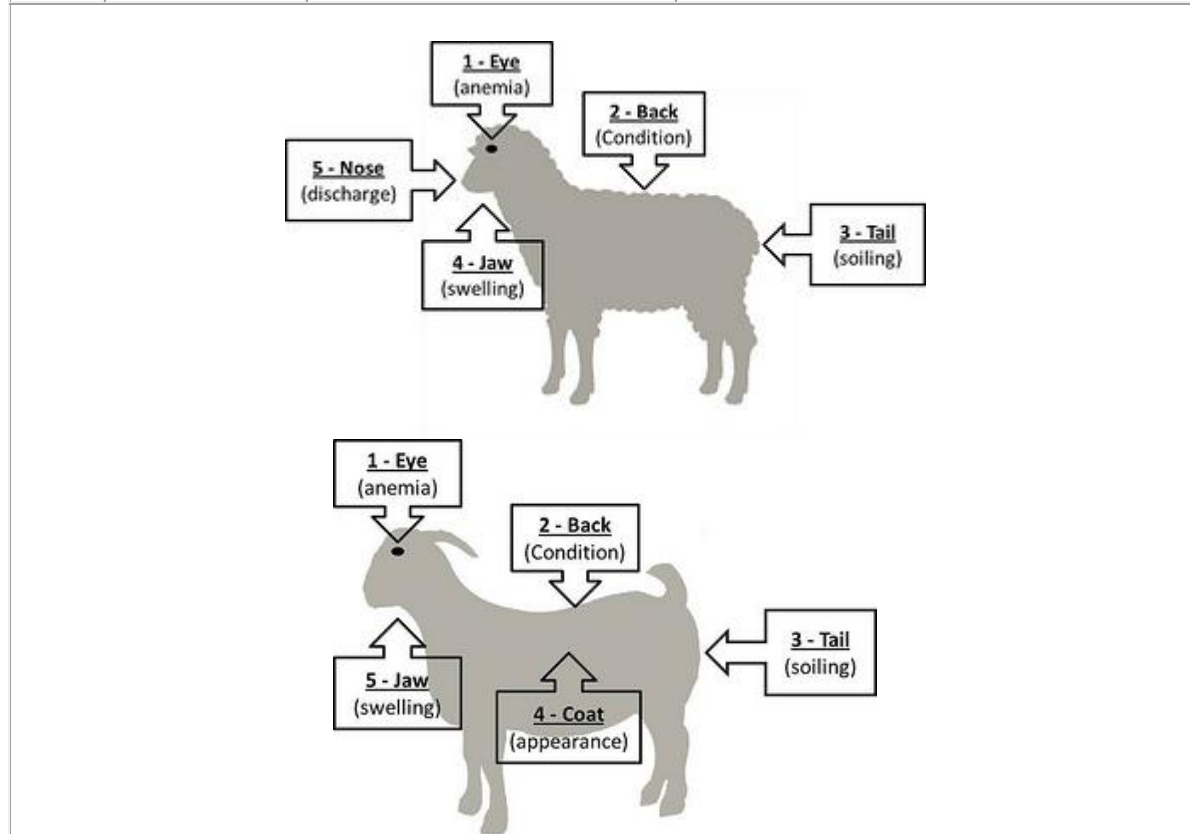 1 - Eye
(anemia)
2 - Back
(Condition)
5 - Nose
(discharge)
3 - Tail
(soiling)
4 - Jaw
(swelling)
1 - Eye
(anemia)
2 - Back
(Condition)
3 - Tail
(soiling)
5 - Jaw
(swelling)
4 - Coat
(appearance)